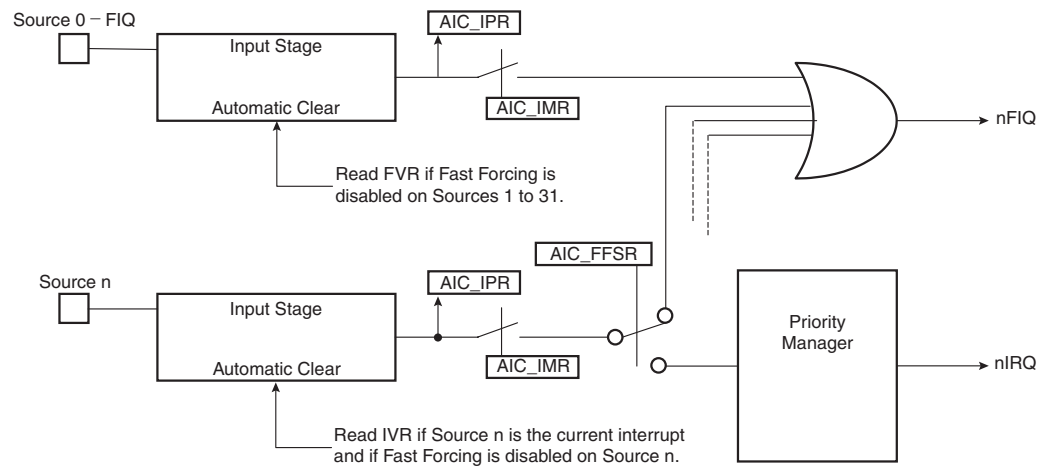 Source 0 – FIQ
AIC_IPR
Input Stage
Automatic Clear
AIC_IMR
nFIQ
Read FVR if Fast Forcing is
disabled on Sources 1 to 31.
AIC_FFSR
Source n
AIC_IPR
Input Stage
Priority
Manager
Automatic Clear
AIC_IMR
nIRQ
Read IVR if Source n is the current interrupt
and if Fast Forcing is disabled on Source n.